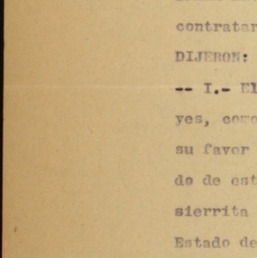 contratar
DIJERON:
-- I.- El
yes, como
su favor
do de est
sierrita
Estado de